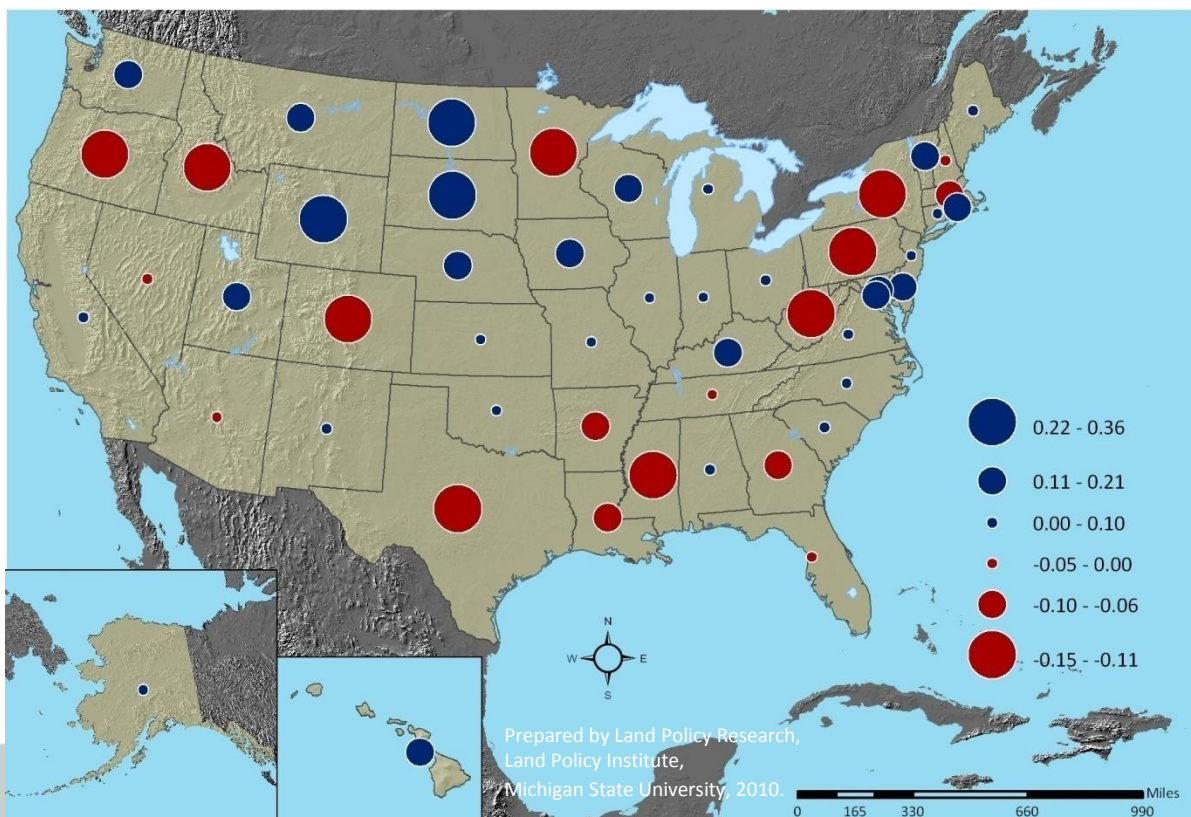 0.22 - 0.36
0.11 - 0.21
0.00 - 0.10
-0.05 - 0.00
-0.10 - -0.06
-0.15 - -0.11
N
W E
S
Prepared by Land Policy Research,
Land Policy Institute,
Michigan State University, 2010.
Miles
0 165 330 660 990